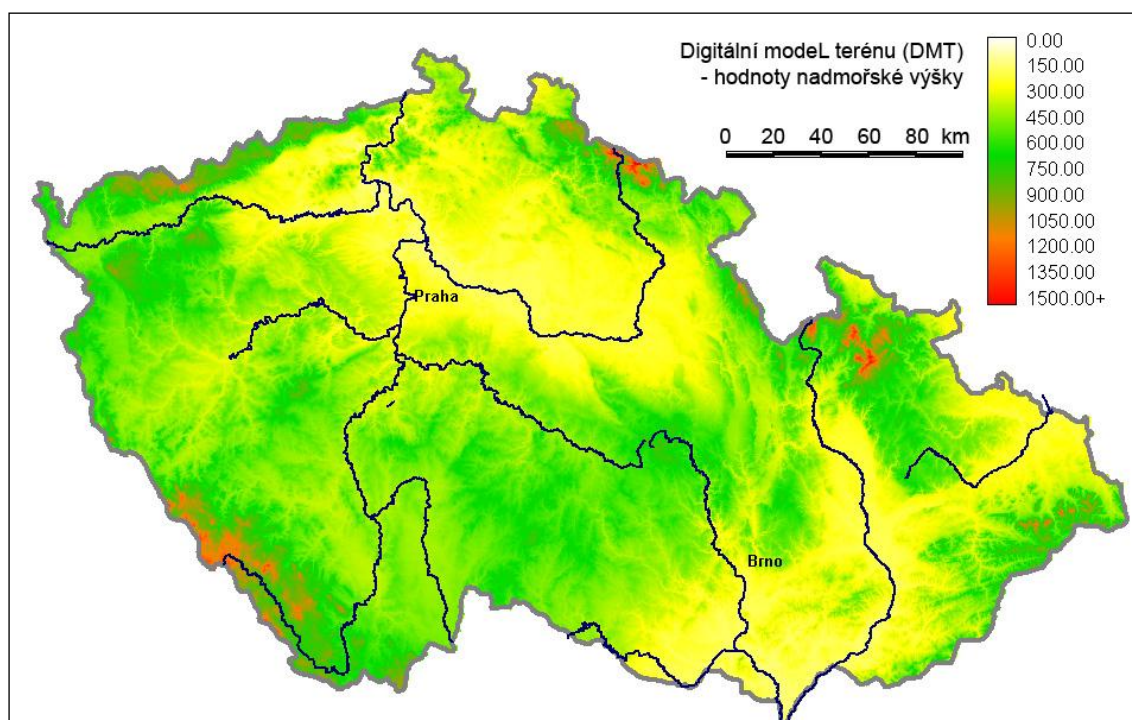 Digitální modeL terénu (DMT)
- hodnoty nadmořské výšky
0 20 40 60 80 km
0.00
150.00
300.00
450.00
600.00
750.00
900.00
1050.00
1200.00
1350.00
1500.00+
Praha
Brno